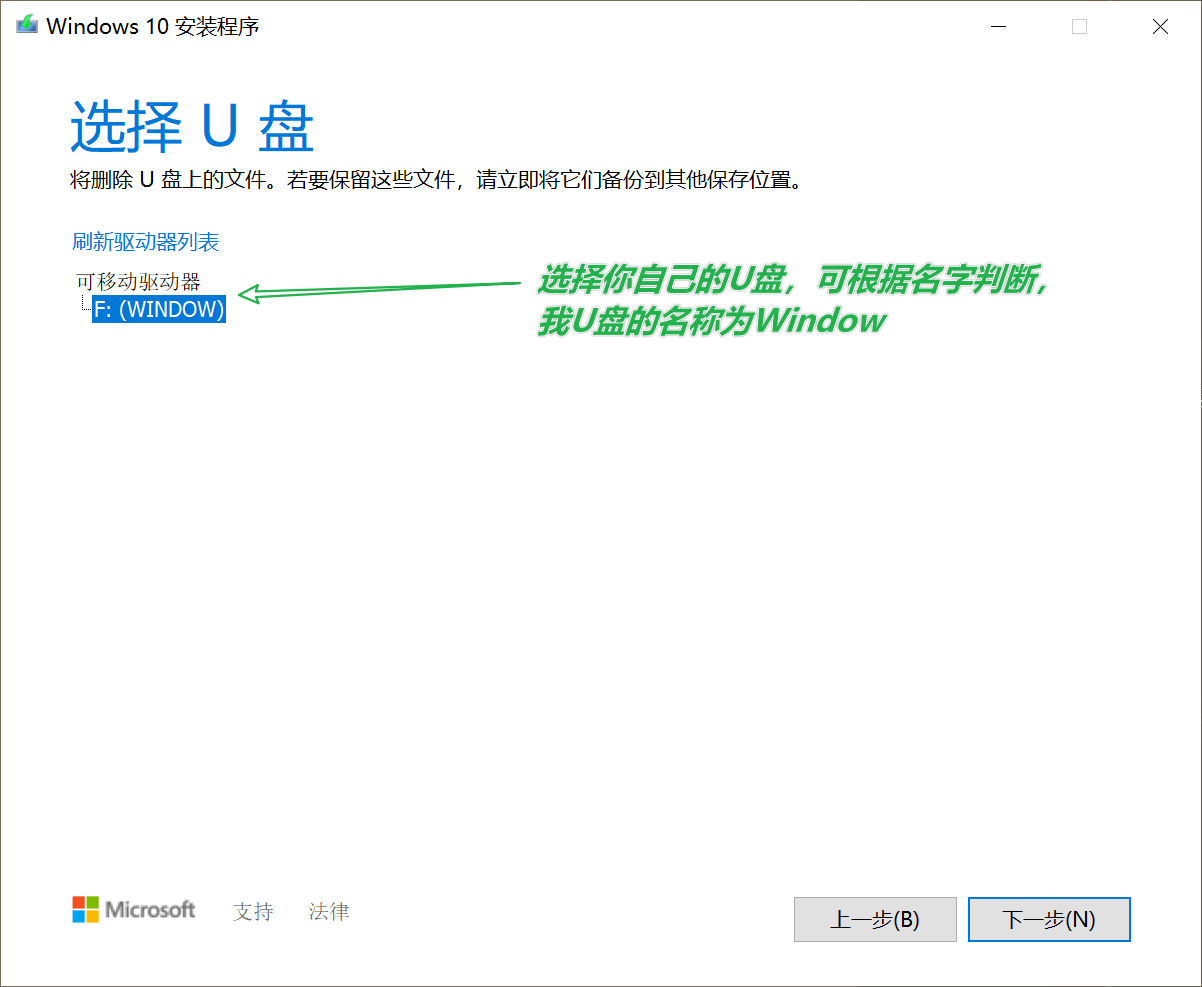 Windows 10 安装程序
选择 U 盘
将删除 U 盘上的文件。若要保留这些文件，请立即将它们备份到其他保存位置。
刷新驱动器列表
可移动驱动器
F: (WINDOW)
选择你自己的U盘，可根据名字判断，
我U盘的名称为Window
Microsoft 支持 法律
上一步(B) 下一步(N)